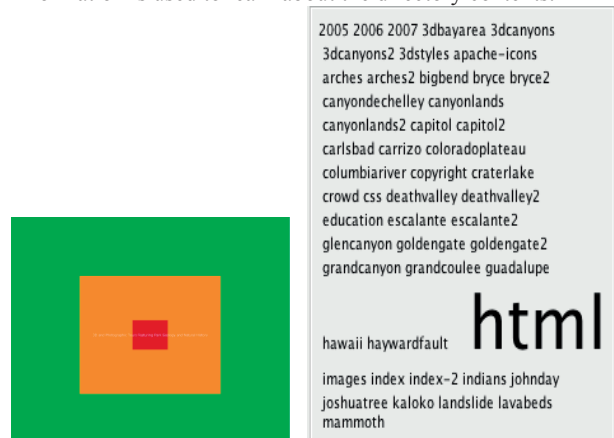 2005 2006 2007 3dbayarea 3dcanyons
3dcanyons2 3dstyles apache-icons
arches arches2 bigbend bryce bryce2
canyondechelley canyonlands
canyonlands2 capitol capitol2
carlsbad carrizo coloradoplateau
columbiariver copyright craterlake
crowd css deathvalley deathvalley2
education escalante escalante2
glencanyon goldengate goldengate2
grandcanyon grandcoulee guadalupe
hawaii haywardfault html
images index index-2 indians johnday
joshuatree kaloko landslide lavabeds
mammoth